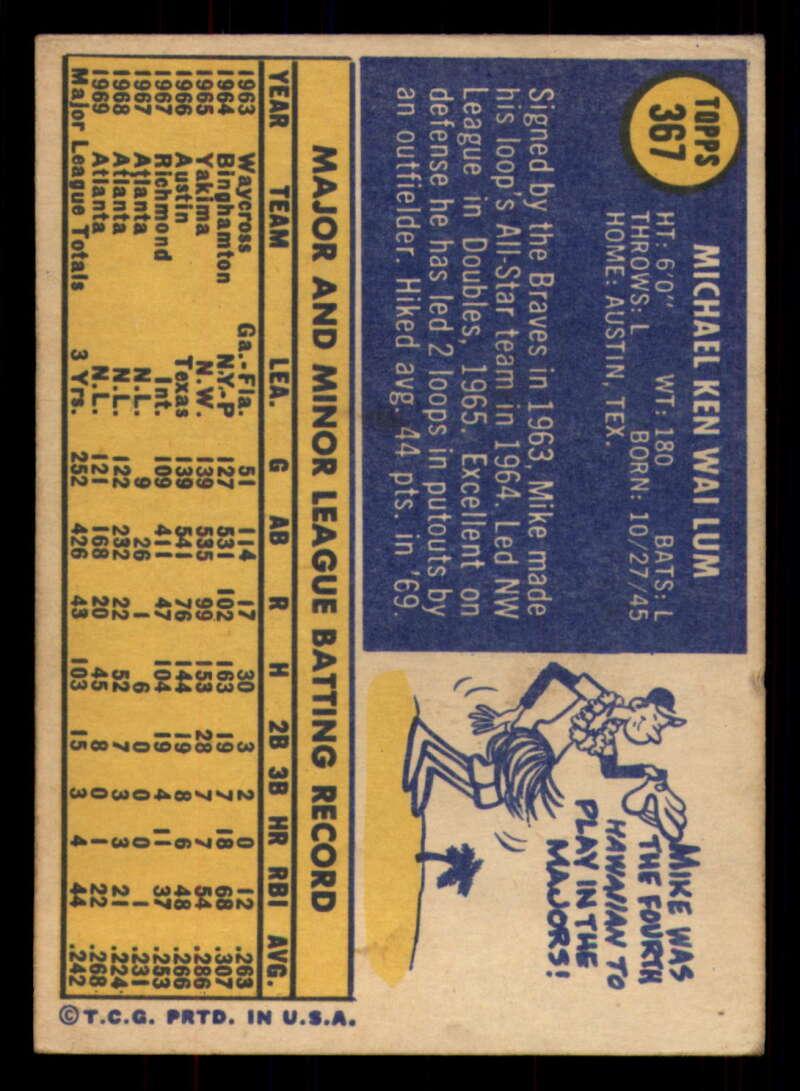 TOPPS
367
MICHAEL KEN WAI LUM
HT: 6'0" WT: 180 BATS: L
THROWS: L BORN: 10/27/45
HOME: AUSTIN, TEX.
Signed by the Braves in 1963, Mike made
his loop's All-Star team in 1964. Led NW
League in Doubles, 1965. Excellent on
defense he has led 2 loops in putouts by
an outfielder. Hiked avg. 44 pts. in '69.
MIKE WAS
THE FOURTH
HAWAIIAN TO
PLAY IN THE
MAJORS!
MAJOR AND MINOR LEAGUE BATTING RECORD
YEAR TEAM LEA. G AB R H 2B 3B HR RBI AVG.
1963 Waycross Ga.-Fla. 51 114 17 30 3 2 0 12 .263
1964 Binghamton N.Y.-P 127 531 102 163 19 7 18 68 .307
1965 Yakima N.W. 139 535 99 153 28 7 7 54 .286
1966 Austin Texas 139 541 76 144 19 8 6 48 .266
1967 Richmond Int. 109 411 47 104 19 4 11 37 .253
1967 Atlanta N.L. 9 26 1 6 0 0 0 1 .231
1968 Atlanta N.L. 122 232 22 52 7 3 3 21 .224
1969 Atlanta N.L. 121 168 20 45 8 0 1 22 .268
Major League Totals 3 Yrs. 252 426 43 103 15 3 4 44 .242
© T.C.G. PRTD. IN U.S.A.